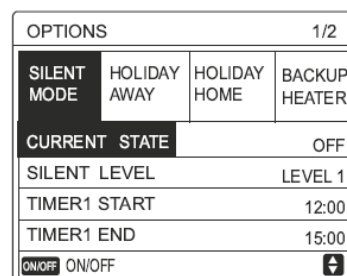 OPTIONS 1/2
SILENT MODE HOLIDAY AWAY HOLIDAY HOME BACKUP HEATER
CURRENT STATE OFF
SILENT LEVEL LEVEL 1
TIMER1 START 12:00
TIMER1 END 15:00
ON/OFF ON/OFF